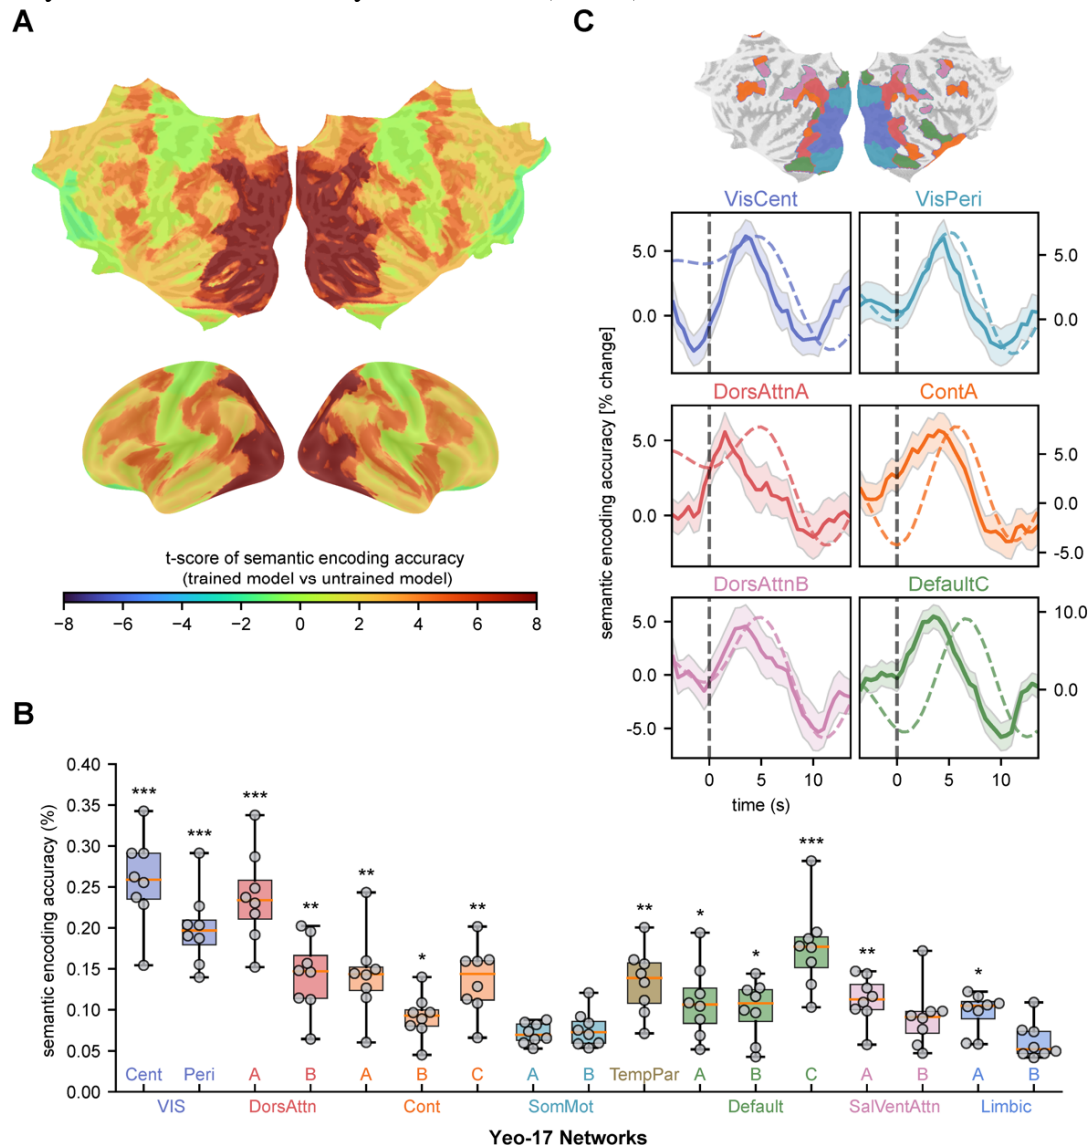 A
t-score of semantic encoding accuracy
(trained model vs untrained model)
−8 −6 −4 −2 0 2 4 6 8
C
VisCent VisPeri
5.0 5.0
0.0 0.0
DorsAttnA ContA
5.0 5.0
0.0 0.0
-5.0
DorsAttnB DefaultC
5.0 10.0
0.0 0.0
-5.0
semantic encoding accuracy [% change]
0 5 10 0 5 10
time (s)
B
semantic encoding accuracy (%)
0.40
0.35
0.30
0.25
0.20
0.15
0.10
0.05
0.00
*** *** *** ** ** * ** ** * * *** ** *
Cent Peri A B A B C A B TempPar A B C A B A B
VIS DorsAttn Cont SomMot Default SalVentAttn Limbic
Yeo-17 Networks